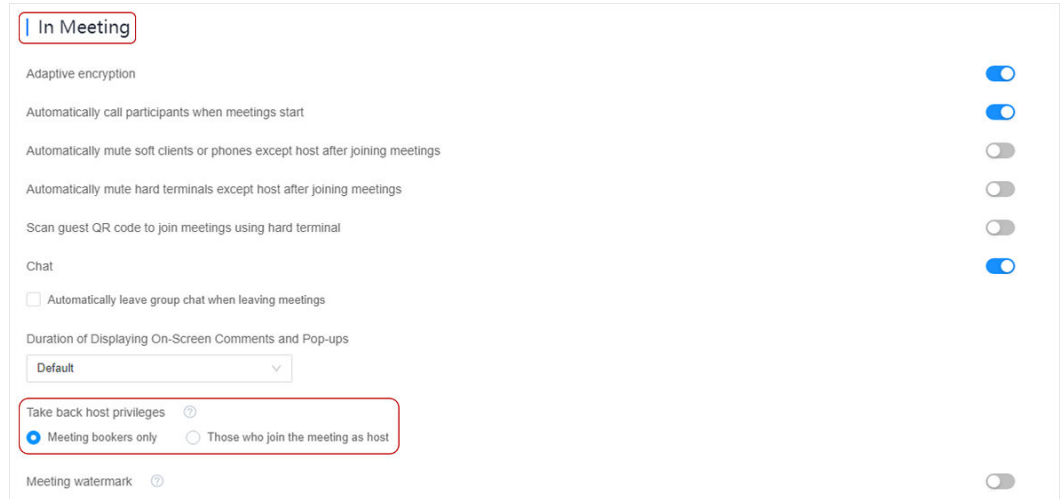 In Meeting
Adaptive encryption
Automatically call participants when meetings start
Automatically mute soft clients or phones except host after joining meetings
Automatically mute hard terminals except host after joining meetings
Scan guest QR code to join meetings using hard terminal
Chat
Automatically leave group chat when leaving meetings
Duration of Displaying On-Screen Comments and Pop-ups
Default
Take back host privileges ?
Meeting bookers only Those who join the meeting as host
Meeting watermark ?